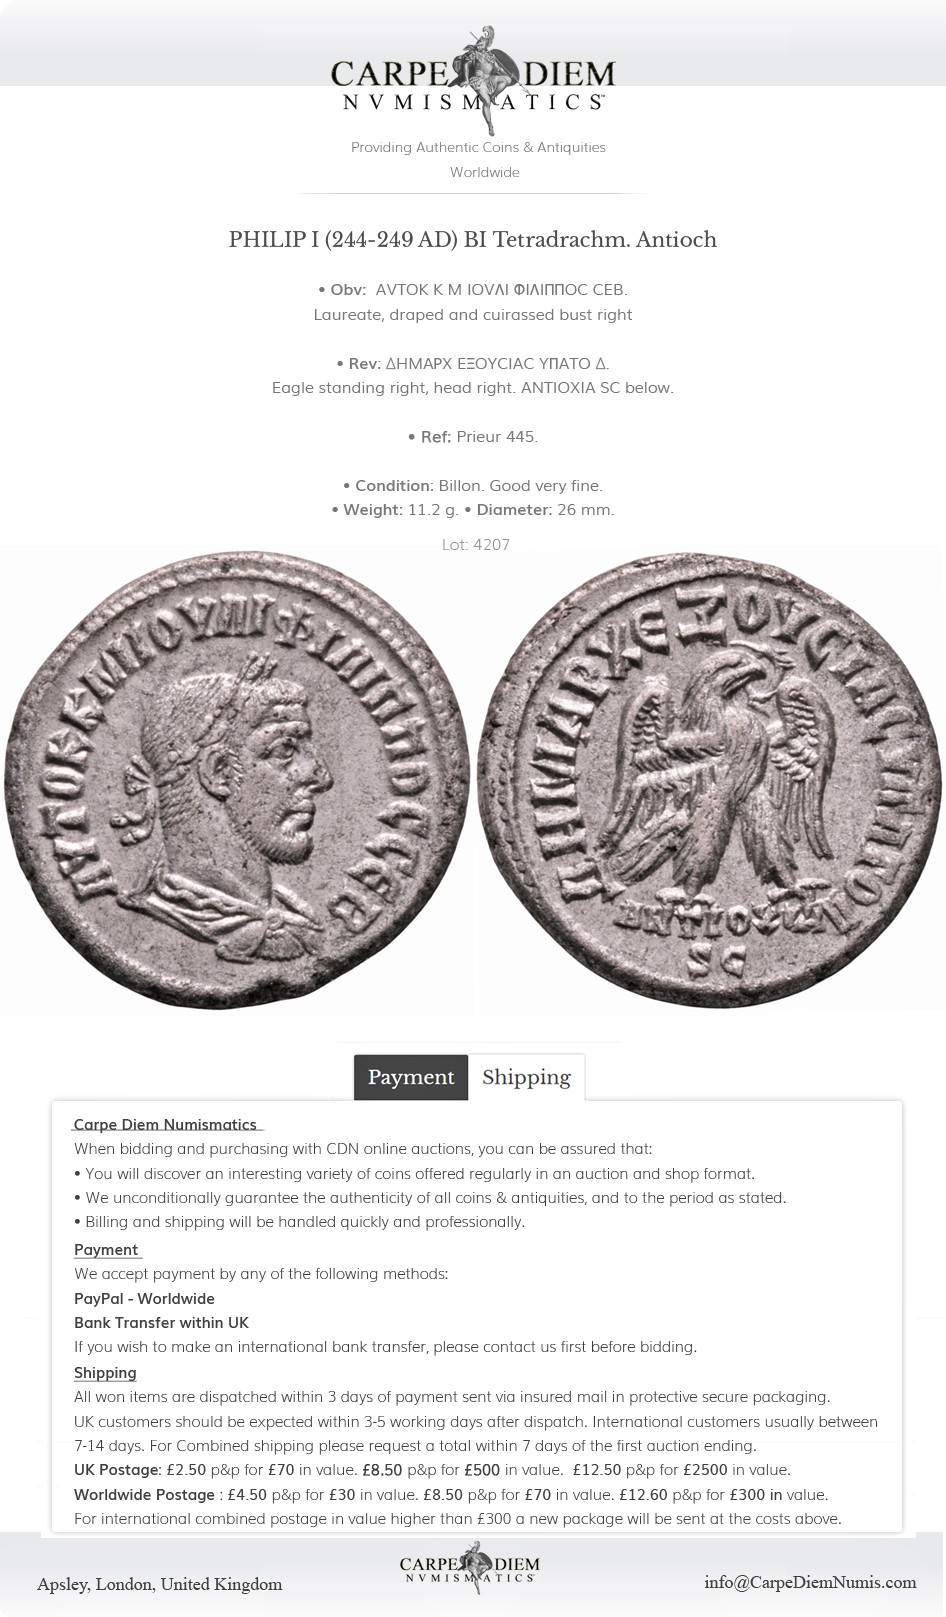 CARPE DIEM
NVMISMATICS™
Providing Authentic Coins & Antiquities
Worldwide
PHILIP I (244-249 AD) BI Tetradrachm. Antioch
• Obv: AVTOK K M IOVΛI ΦIΛIΠΠOC CEB.
Laureate, draped and cuirassed bust right
• Rev: ΔHMAPX EΞOYCIAC YΠATO Δ.
Eagle standing right, head right. ANTIOXIA SC below.
• Ref: Prieur 445.
• Condition: Billon. Good very fine.
• Weight: 11.2 g. • Diameter: 26 mm.
Lot: 4207
ANTIOXIA
SC
Payment Shipping
Carpe Diem Numismatics
When bidding and purchasing with CDN online auctions, you can be assured that:
• You will discover an interesting variety of coins offered regularly in an auction and shop format.
• We unconditionally guarantee the authenticity of all coins & antiquities, and to the period as stated.
• Billing and shipping will be handled quickly and professionally.
Payment
We accept payment by any of the following methods:
PayPal - Worldwide
Bank Transfer within UK
If you wish to make an international bank transfer, please contact us first before bidding.
Shipping
All won items are dispatched within 3 days of payment sent via insured mail in protective secure packaging.
UK customers should be expected within 3-5 working days after dispatch. International customers usually between
7-14 days. For Combined shipping please request a total within 7 days of the first auction ending.
UK Postage: £2.50 p&p for £70 in value. £8.50 p&p for £500 in value. £12.50 p&p for £2500 in value.
Worldwide Postage : £4.50 p&p for £30 in value. £8.50 p&p for £70 in value. £12.60 p&p for £300 in value.
For international combined postage in value higher than £300 a new package will be sent at the costs above.
Apsley, London, United Kingdom
CARPE DIEM
NVMISMATICS
info@CarpeDiemNumis.com